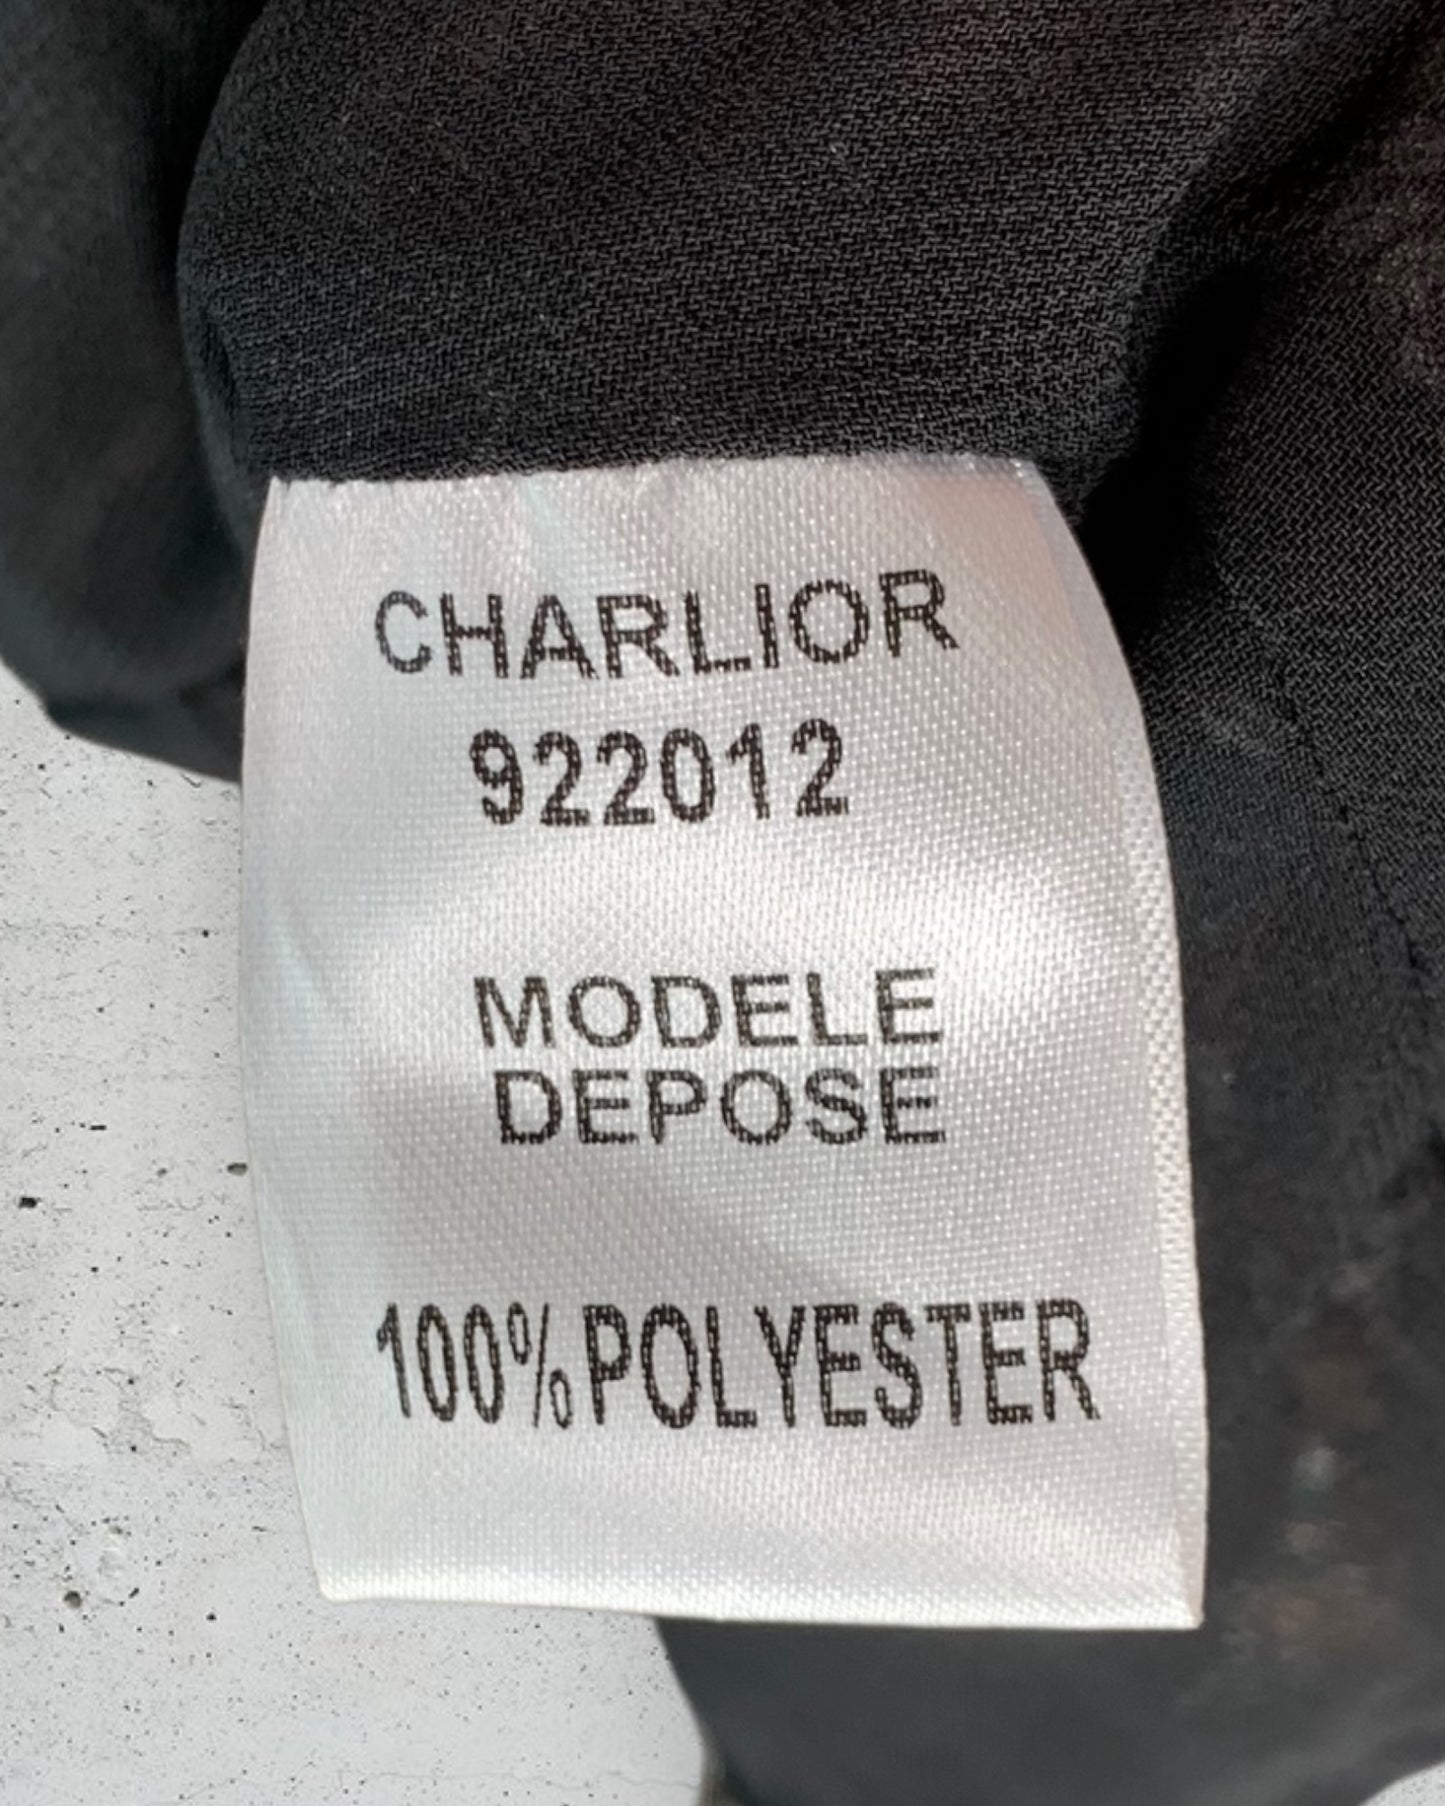 CHARLIOR
922012
MODELE
DEPOSE
100%POLYESTER